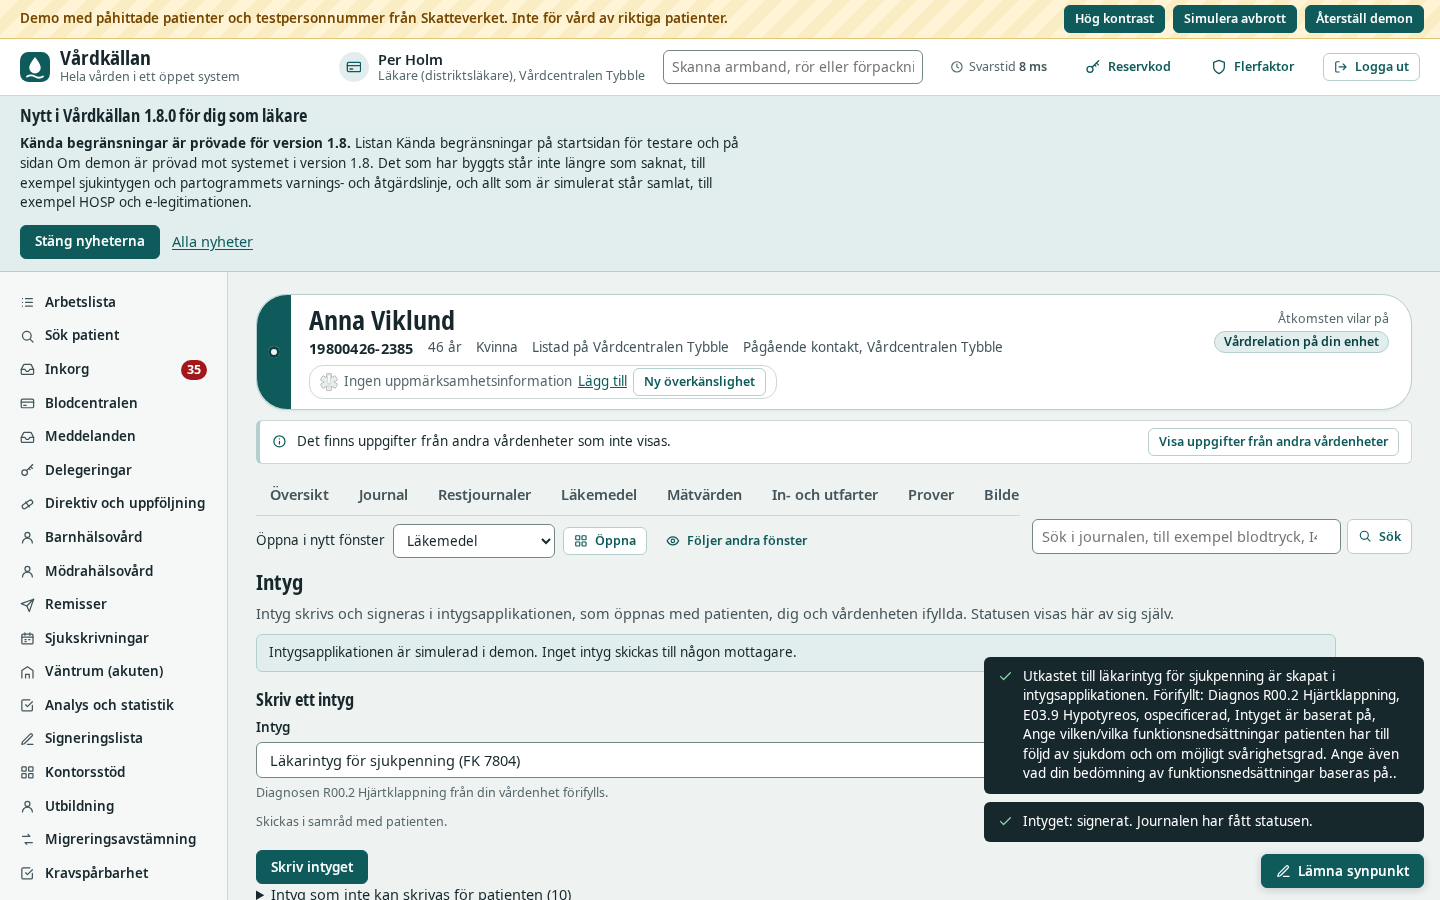 Demo med påhittade patienter och testpersonnummer från Skatteverket. Inte för vård av riktiga patienter.
Hög kontrast
Simulera avbrott
Återställ demon
Vårdkällan
Hela vården i ett öppet system
Per Holm
Läkare (distriktsläkare), Vårdcentralen Tybble
Skanna armband, rör eller förpackni
Svarstid 8 ms
Reservkod
Flerfaktor
Logga ut
Nytt i Vårdkällan 1.8.0 för dig som läkare
Kända begränsningar är prövade för version 1.8. Listan Kända begränsningar på startsidan för testare och på
sidan Om demon är prövad mot systemet i version 1.8. Det som har byggts står inte längre som saknat, till
exempel sjukintygen och partogrammets varnings- och åtgärdslinje, och allt som är simulerat står samlat, till
exempel HOSP och e-legitimationen.
Stäng nyheterna
Alla nyheter
Arbetslista
Sök patient
Inkorg
35
Blodcentralen
Meddelanden
Delegeringar
Direktiv och uppföljning
Barnhälsovård
Mödrahälsovård
Remisser
Sjukskrivningar
Väntrum (akuten)
Analys och statistik
Signeringslista
Kontorsstöd
Utbildning
Migreringsavstämning
Kravspårbarhet
Anna Viklund
19800426-2385
46 år
Kvinna
Listad på Vårdcentralen Tybble
Pågående kontakt, Vårdcentralen Tybble
Ingen uppmärksamhetsinformation
Lägg till
Ny överkänslighet
Åtkomsten vilar på
Vårdrelation på din enhet
Det finns uppgifter från andra vårdenheter som inte visas.
Visa uppgifter från andra vårdenheter
Översikt
Journal
Restjournaler
Läkemedel
Mätvärden
In- och utfarter
Prover
Bilde
Öppna i nytt fönster
Läkemedel
Öppna
Följer andra fönster
Sök i journalen, till exempel blodtryck, I4
Sök
Intyg
Intyg skrivs och signeras i intygsapplikationen, som öppnas med patienten, dig och vårdenheten ifyllda. Statusen visas här av sig själv.
Intygsapplikationen är simulerad i demon. Inget intyg skickas till någon mottagare.
Skriv ett intyg
Intyg
Läkarintyg för sjukpenning (FK 7804)
Diagnosen R00.2 Hjärtklappning från din vårdenhet förifylls.
Skickas i samråd med patienten.
Skriv intyget
Intyg som inte kan skrivas för patienten (10)
Utkastet till läkarintyg för sjukpenning är skapat i
intygsapplikationen. Förifyllt: Diagnos R00.2 Hjärtklappning,
E03.9 Hypotyreos, ospecificerad, Intyget är baserat på,
Ange vilken/vilka funktionsnedsättningar patienten har till
följd av sjukdom och om möjligt svårighetsgrad. Ange även
vad din bedömning av funktionsnedsättningar baseras på..
Intyget: signerat. Journalen har fått statusen.
Lämna synpunkt